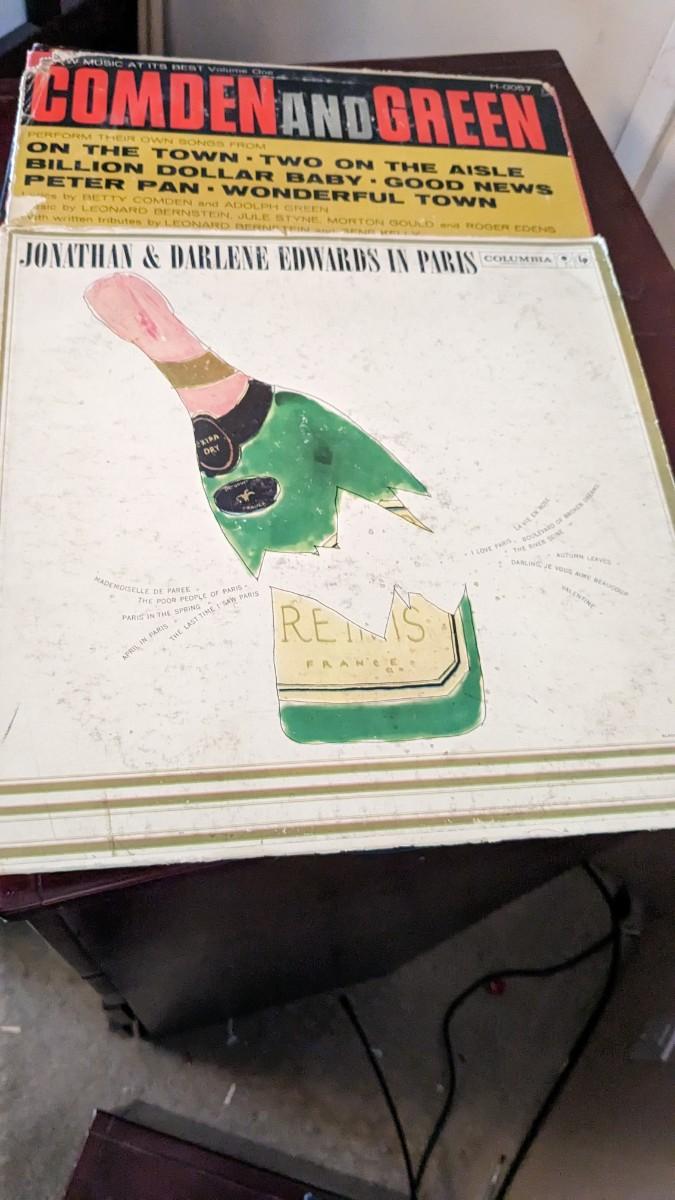 MUSIC AT ITS BEST Volume One
H-0057
COMDEN AND GREEN
PERFORM THEIR OWN SONGS FROM
ON THE TOWN · TWO ON THE AISLE
BILLION DOLLAR BABY · GOOD NEWS
PETER PAN · WONDERFUL TOWN
by BETTY COMDEN and ADOLPH GREEN
by LEONARD BERNSTEIN, JULE STYNE, MORTON GOULD and ROGER EDENS
with written tributes by LEONARD BERNSTEIN and GENE KELLY
JONATHAN & DARLENE EDWARDS IN PARIS
COLUMBIA
EXTRA
DRY
FRANCE
MADEMOISELLE DE PAREE
THE POOR PEOPLE OF PARIS
PARIS IN THE SPRING
APRIL IN PARIS
THE LAST TIME I SAW PARIS
LA VIE EN ROSE
I LOVE PARIS
BOULEVARD OF BROKEN DREAMS
THE RIVER SEINE
AUTUMN LEAVES
DARLING, JE VOUS AIME BEAUCOUP
VALENTINE
FRANCE